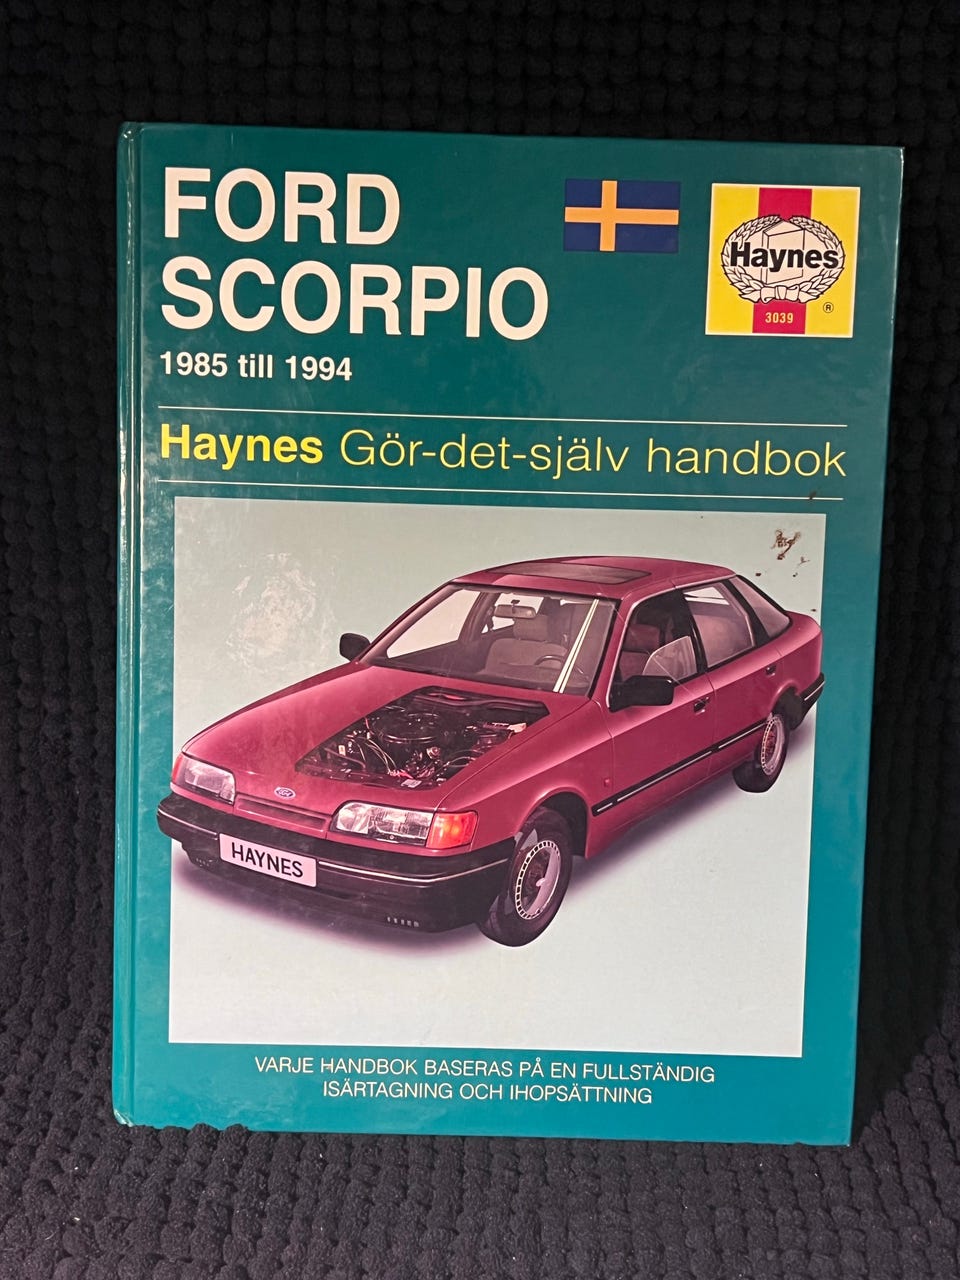 FORD
SCORPIO
1985 till 1994
Haynes
®
3039
Haynes Gör-det-själv handbok
Ford
HAYNES
VARJE HANDBOK BASERAS PÅ EN FULLSTÄNDIG
ISÄRTAGNING OCH IHOPSÄTTNING